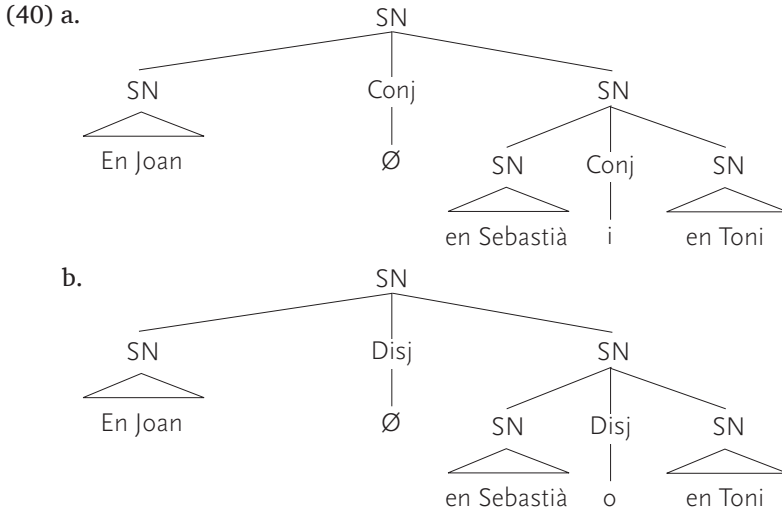 (40) a. SN
SN Conj SN
En Joan Ø SN Conj SN
en Sebastià i en Toni
b. SN
SN Disj SN
En Joan Ø SN Disj SN
en Sebastià o en Toni